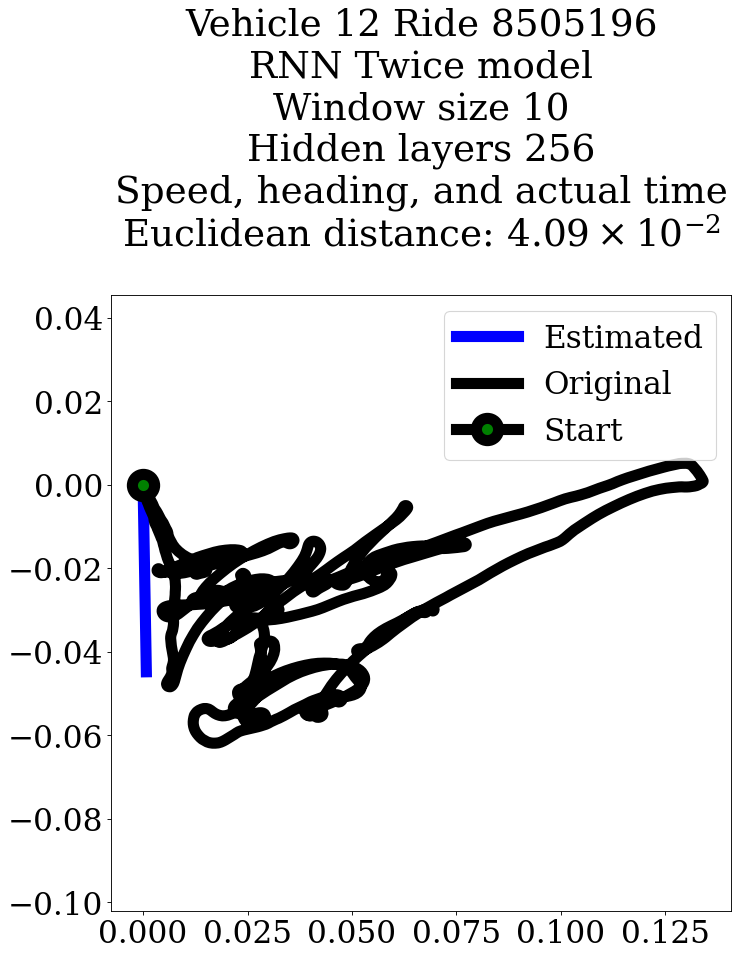 Vehicle 12 Ride 8505196
RNN Twice model
Window size 10
Hidden layers 256
Speed, heading, and actual time
Euclidean distance: 4.09 × 10⁻²
Estimated
Original
Start
0.04
0.02
0.00
−0.02
−0.04
−0.06
−0.08
−0.10
0.000 0.025 0.050 0.075 0.100 0.125